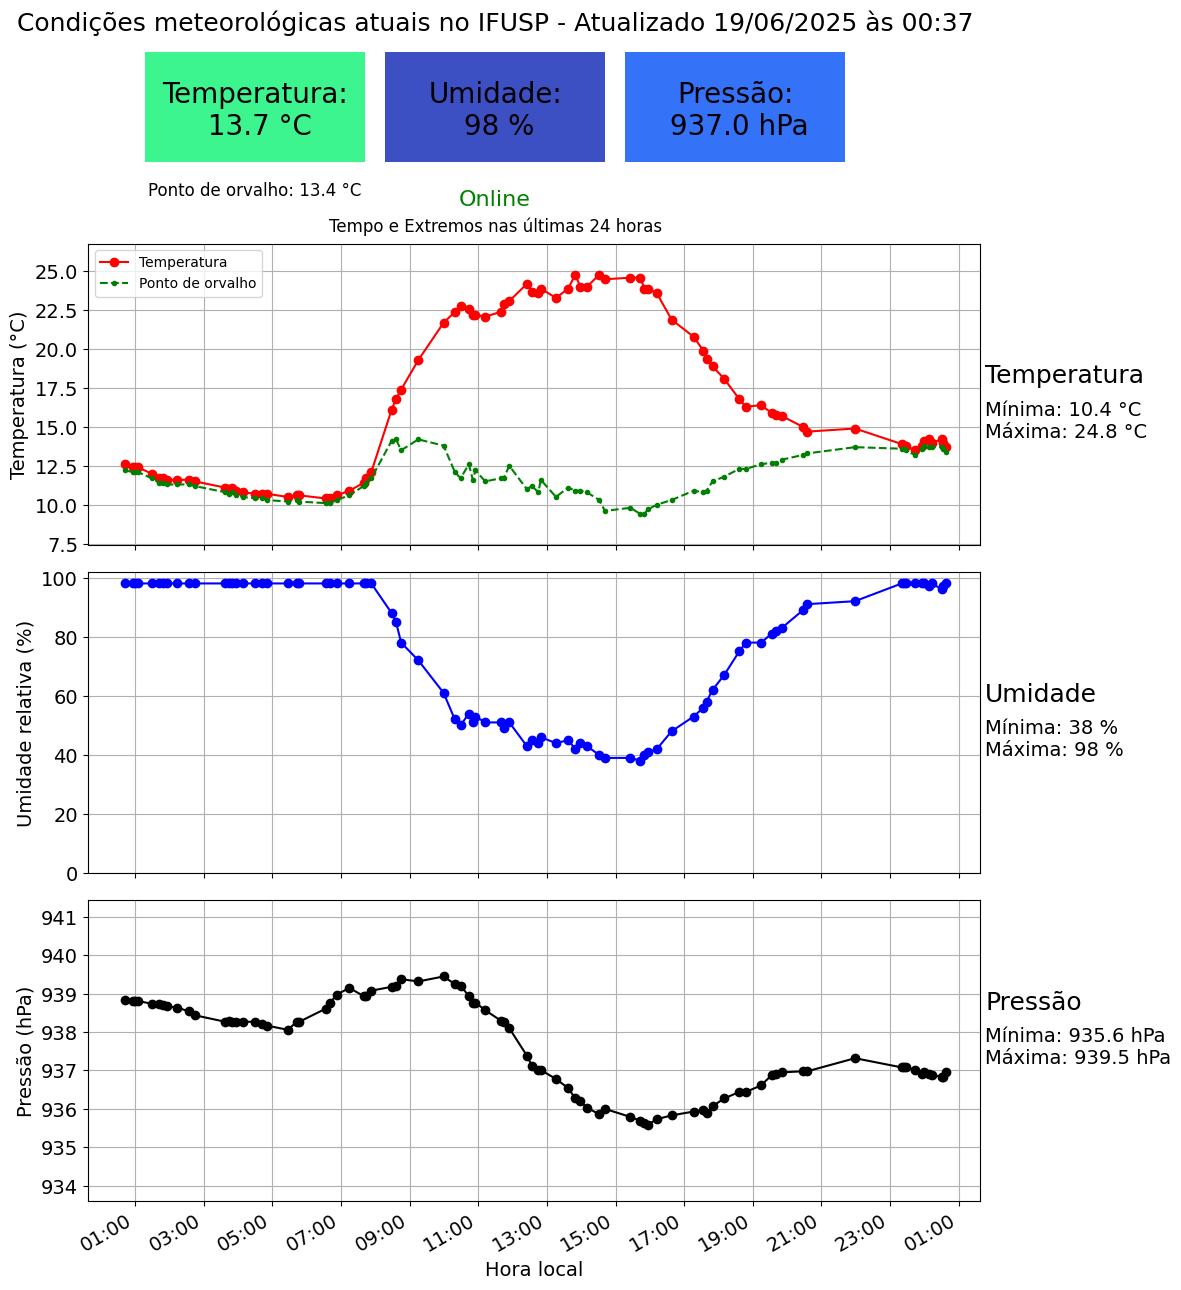 Condições meteorológicas atuais no IFUSP - Atualizado 19/06/2025 às 00:37
Temperatura:
13.7 °C
Umidade:
98 %
Pressão:
937.0 hPa
Ponto de orvalho: 13.4 °C
Online
Tempo e Extremos nas últimas 24 horas
Temperatura
Ponto de orvalho
Temperatura (°C)
25.0
22.5
20.0
17.5
15.0
12.5
10.0
7.5
Temperatura
Mínima: 10.4 °C
Máxima: 24.8 °C
Umidade relativa (%)
100
80
60
40
20
0
Umidade
Mínima: 38 %
Máxima: 98 %
Pressão (hPa)
941
940
939
938
937
936
935
934
Pressão
Mínima: 935.6 hPa
Máxima: 939.5 hPa
01:00 03:00 05:00 07:00 09:00 11:00 13:00 15:00 17:00 19:00 21:00 23:00 01:00
Hora local